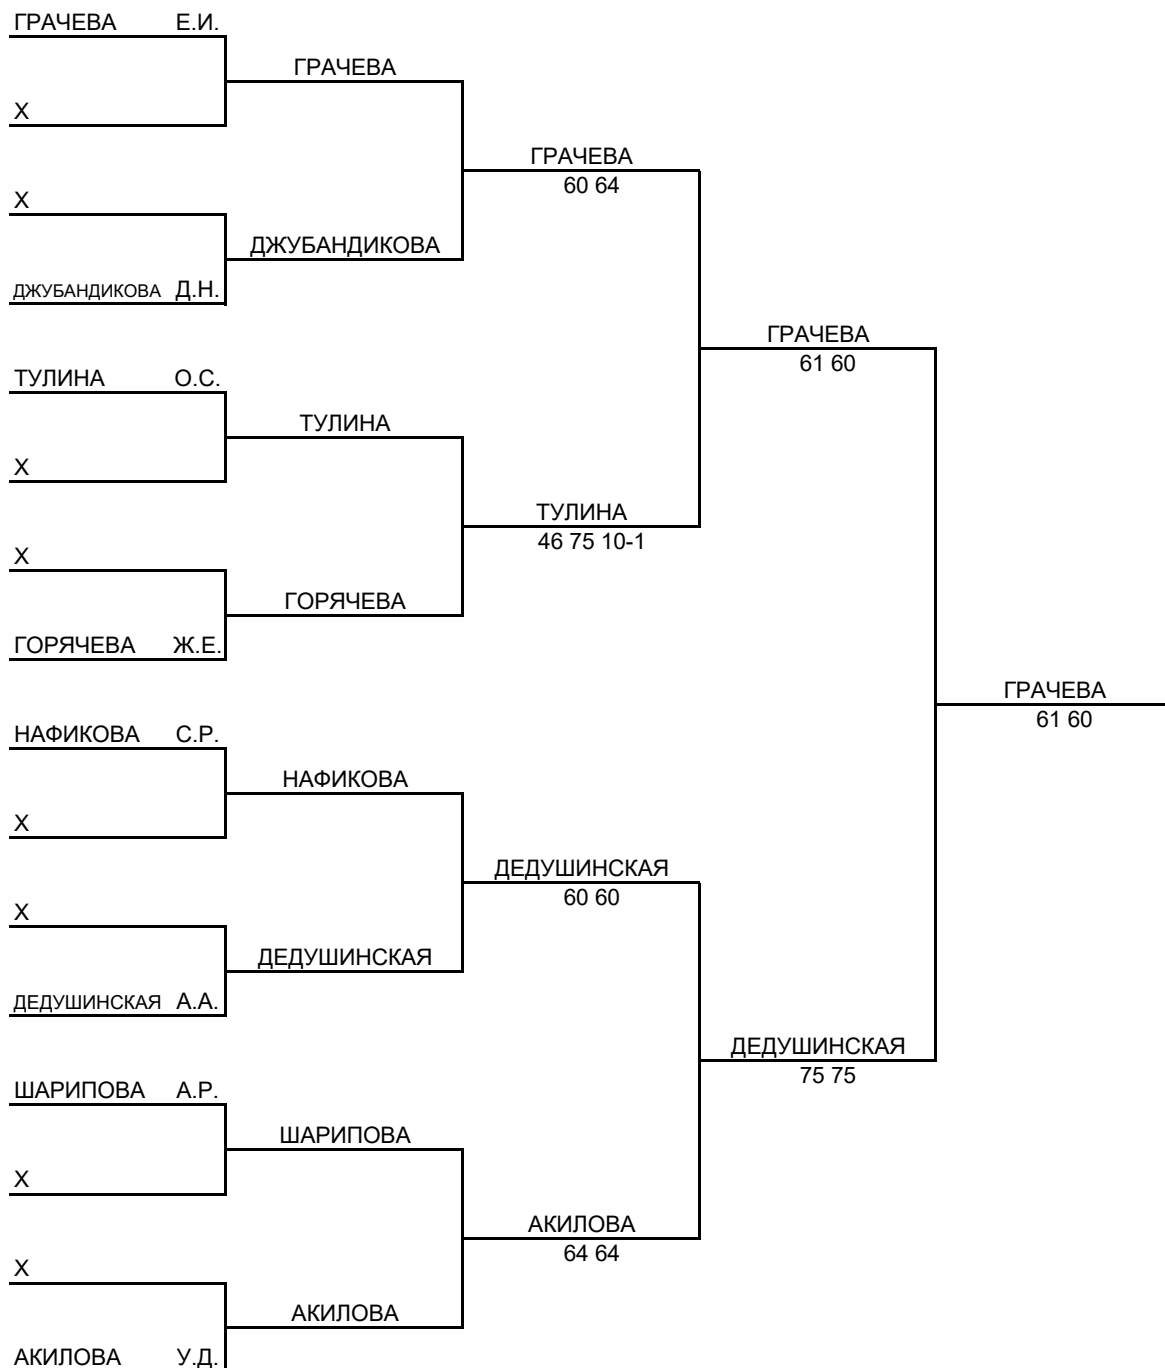 ГРАЧЕВА Е.И.
ГРАЧЕВА
Х
ГРАЧЕВА
60 64
Х
ДЖУБАНДИКОВА
ДЖУБАНДИКОВА Д.Н.
ГРАЧЕВА
61 60
ТУЛИНА О.С.
ТУЛИНА
Х
ТУЛИНА
46 75 10-1
Х
ГОРЯЧЕВА
ГОРЯЧЕВА Ж.Е.
ГРАЧЕВА
61 60
НАФИКОВА С.Р.
НАФИКОВА
Х
ДЕДУШИНСКАЯ
60 60
Х
ДЕДУШИНСКАЯ
ДЕДУШИНСКАЯ А.А.
ДЕДУШИНСКАЯ
75 75
ШАРИПОВА А.Р.
ШАРИПОВА
Х
АКИЛОВА
64 64
Х
АКИЛОВА
АКИЛОВА У.Д.